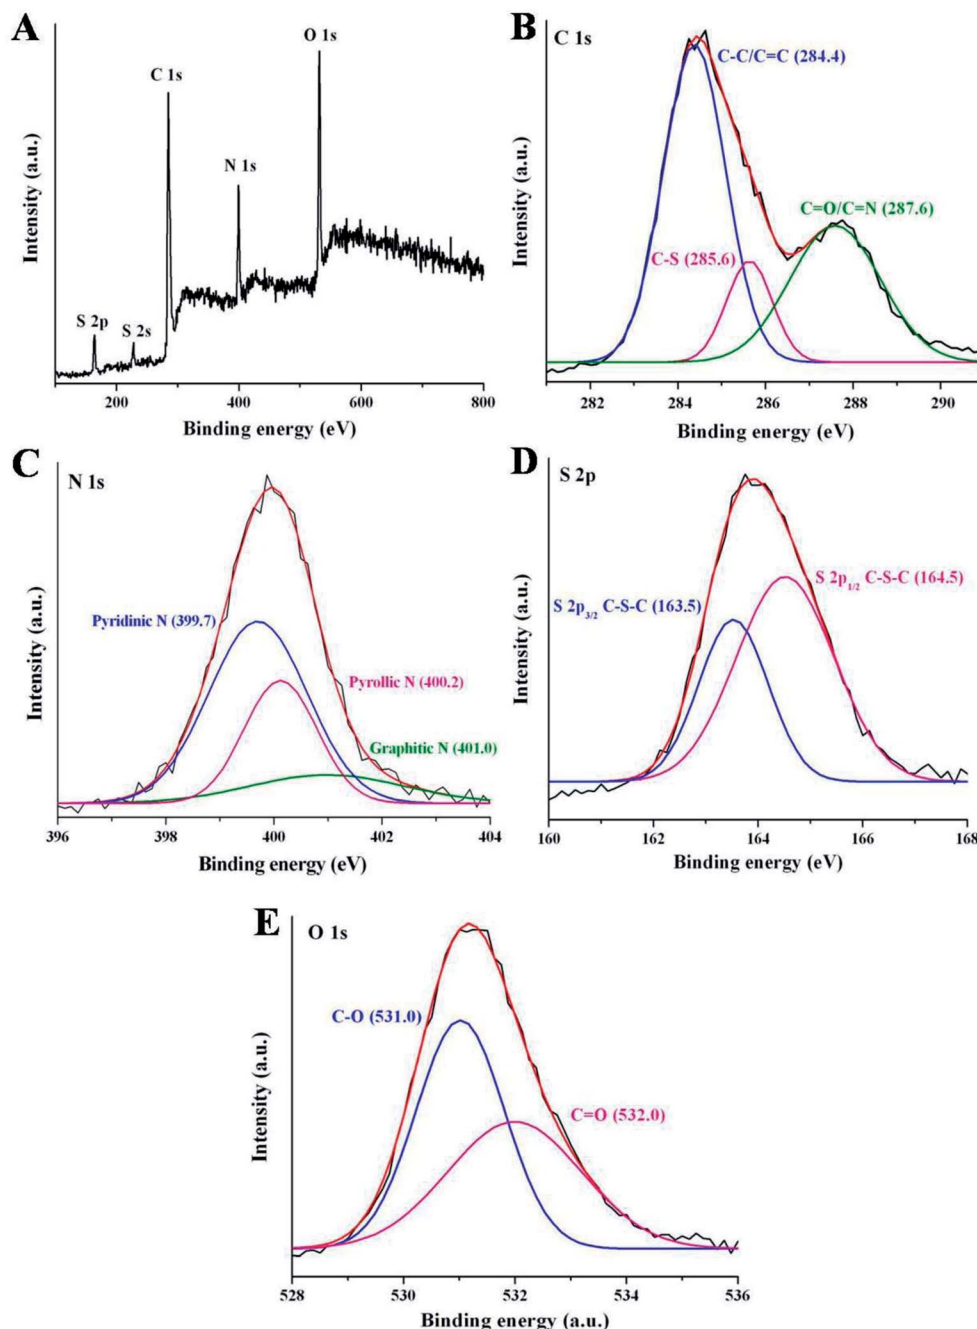 A
O 1s
C 1s
N 1s
S 2p
S 2s
Intensity (a.u.)
200 400 600 800
Binding energy (eV)
B
C 1s
C-C/C=C (284.4)
C=O/C=N (287.6)
C-S (285.6)
Intensity (a.u.)
282 284 286 288 290
Binding energy (eV)
C
N 1s
Pyridinic N (399.7)
Pyrollic N (400.2)
Graphitic N (401.0)
Intensity (a.u.)
396 398 400 402 404
Binding energy (eV)
D
S 2p
S 2p1/2 C-S-C (164.5)
S 2p3/2 C-S-C (163.5)
Intensity (a.u.)
160 162 164 166 168
Binding energy (eV)
E
O 1s
C-O (531.0)
C=O (532.0)
Intensity (a.u.)
528 530 532 534 536
Binding energy (a.u.)